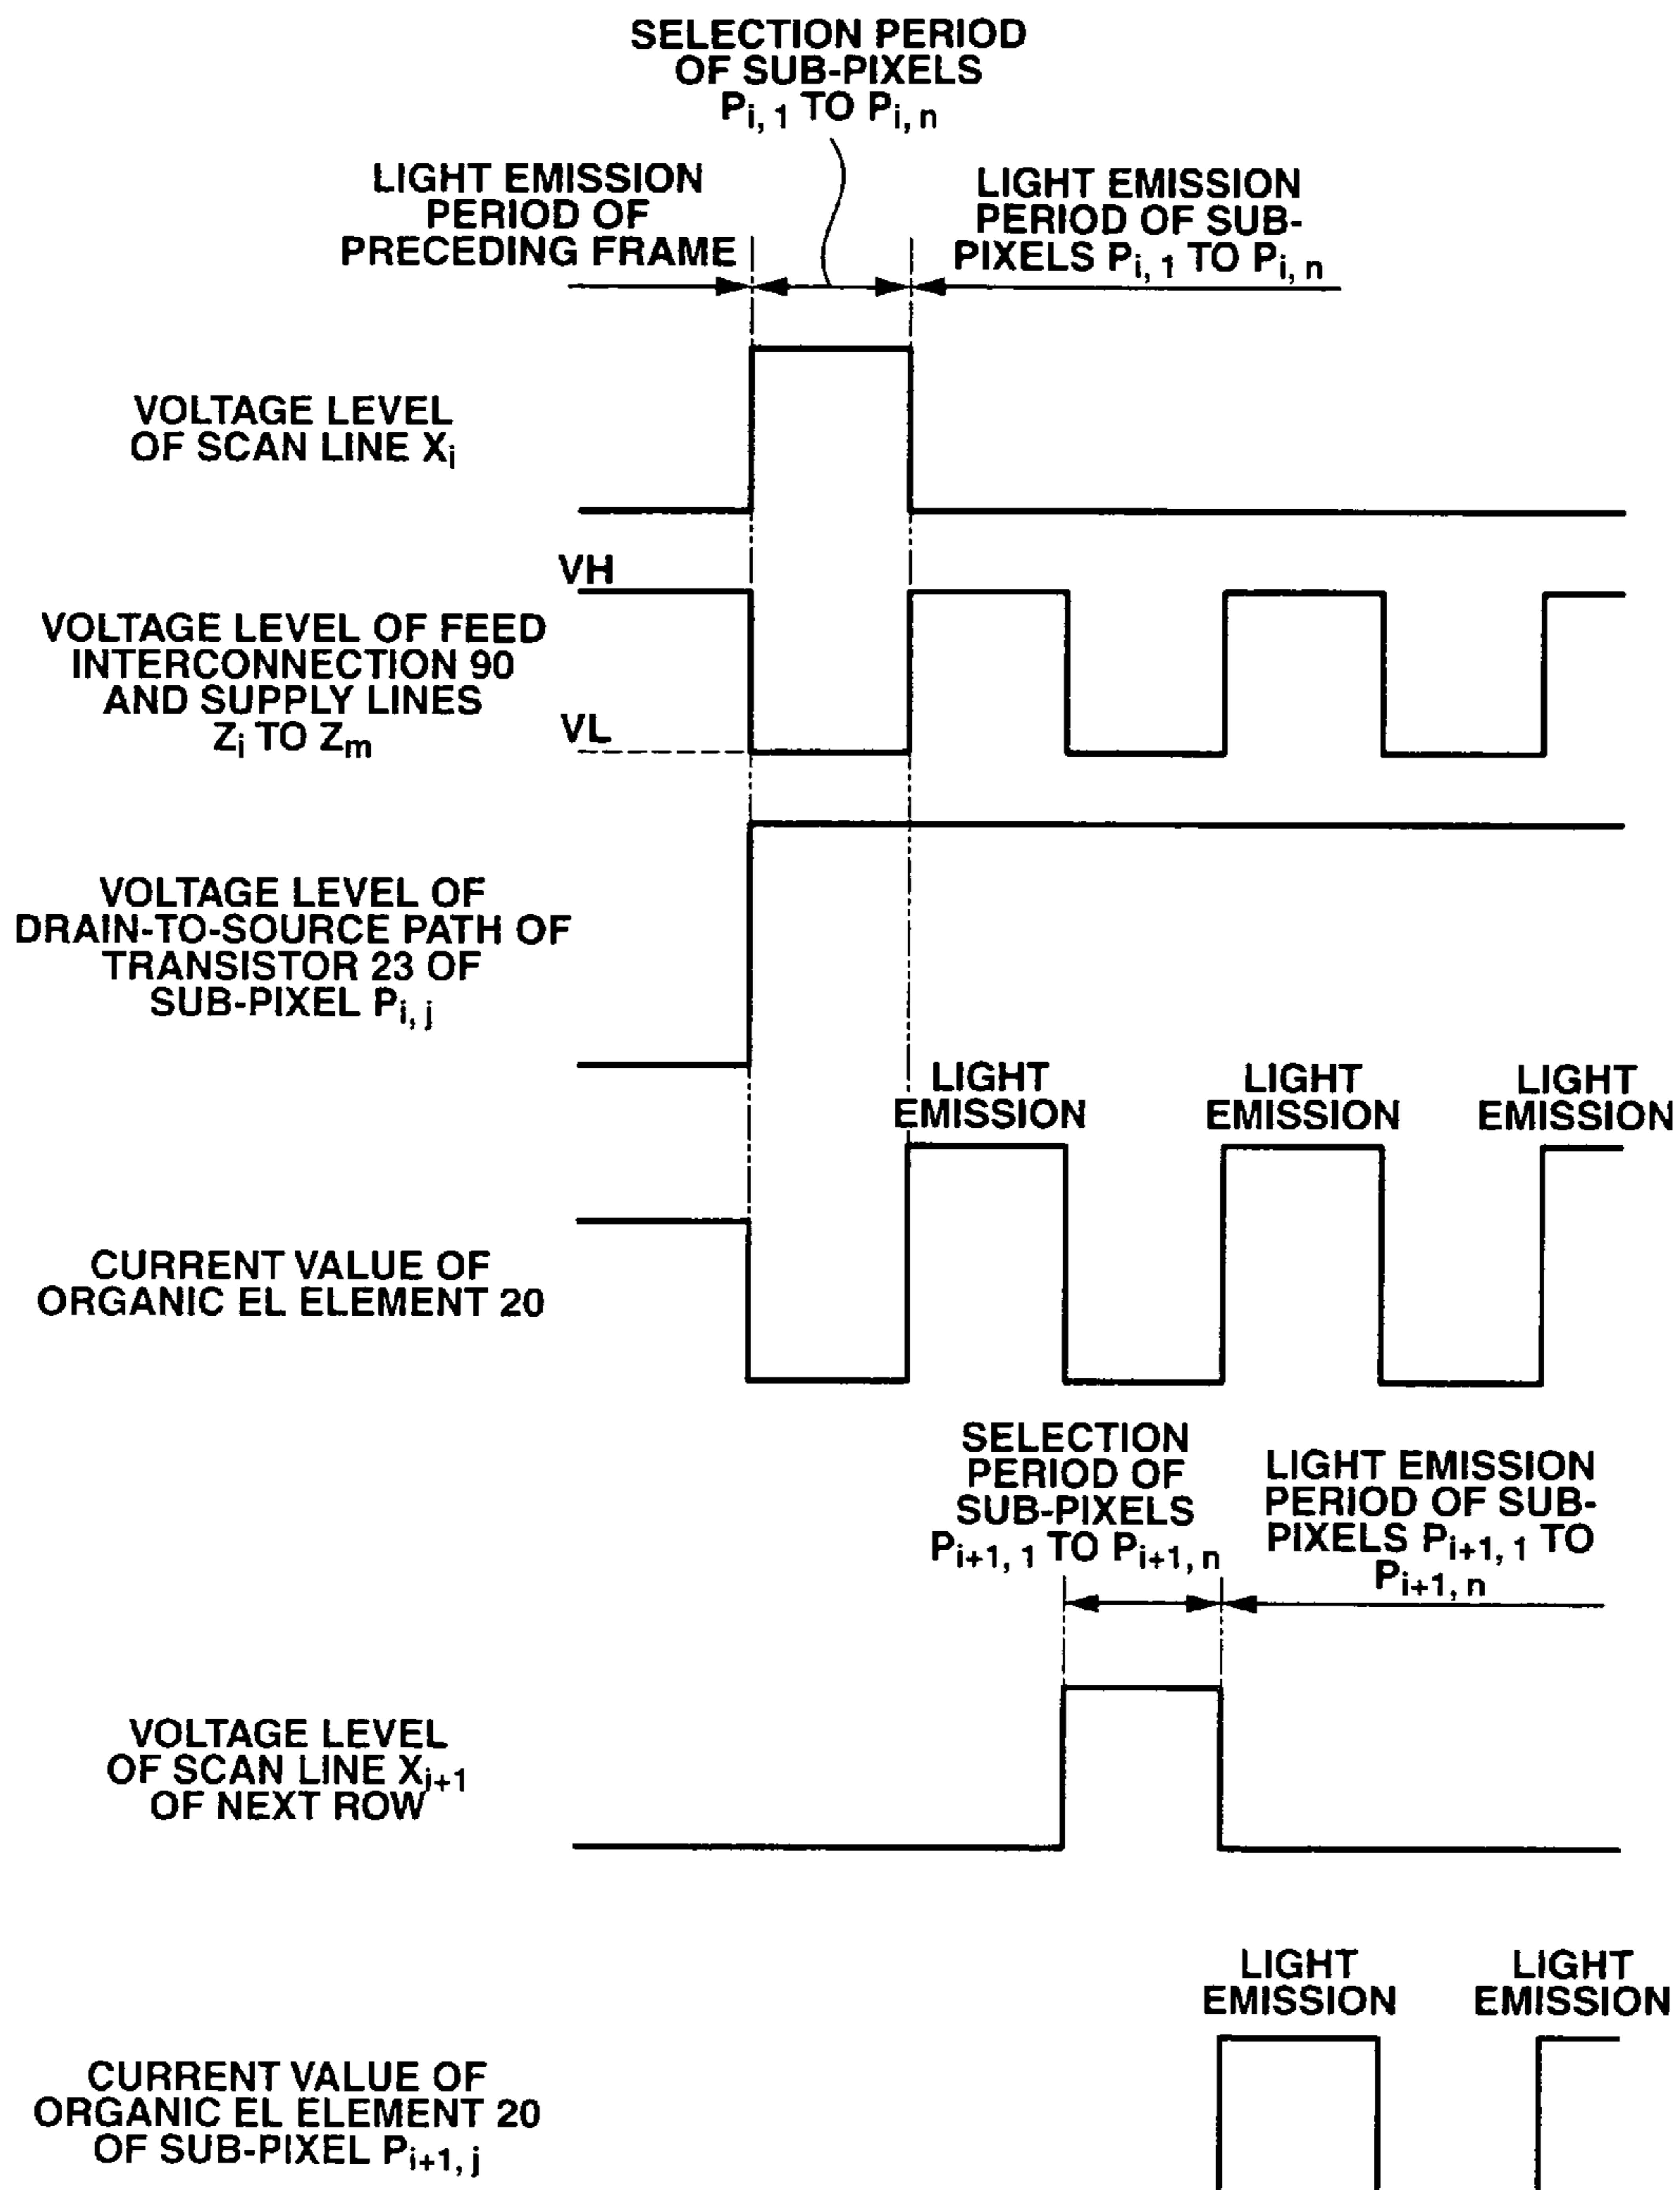 SELECTION PERIOD
OF SUB-PIXELS
Pi, 1 TO Pi, n
LIGHT EMISSION
PERIOD OF
PRECEDING FRAME
LIGHT EMISSION
PERIOD OF SUB-
PIXELS Pi, 1 TO Pi, n
VOLTAGE LEVEL
OF SCAN LINE Xi
VH
VOLTAGE LEVEL OF FEED
INTERCONNECTION 90
AND SUPPLY LINES
Zi TO Zm
VL
VOLTAGE LEVEL OF
DRAIN-TO-SOURCE PATH OF
TRANSISTOR 23 OF
SUB-PIXEL Pi, j
LIGHT
EMISSION
LIGHT
EMISSION
LIGHT
EMISSION
CURRENT VALUE OF
ORGANIC EL ELEMENT 20
SELECTION
PERIOD OF
SUB-PIXELS
Pi+1, 1 TO Pi+1, n
LIGHT EMISSION
PERIOD OF SUB-
PIXELS Pi+1, 1 TO
Pi+1, n
VOLTAGE LEVEL
OF SCAN LINE Xi+1
OF NEXT ROW
LIGHT
EMISSION
LIGHT
EMISSION
CURRENT VALUE OF
ORGANIC EL ELEMENT 20
OF SUB-PIXEL Pi+1, j